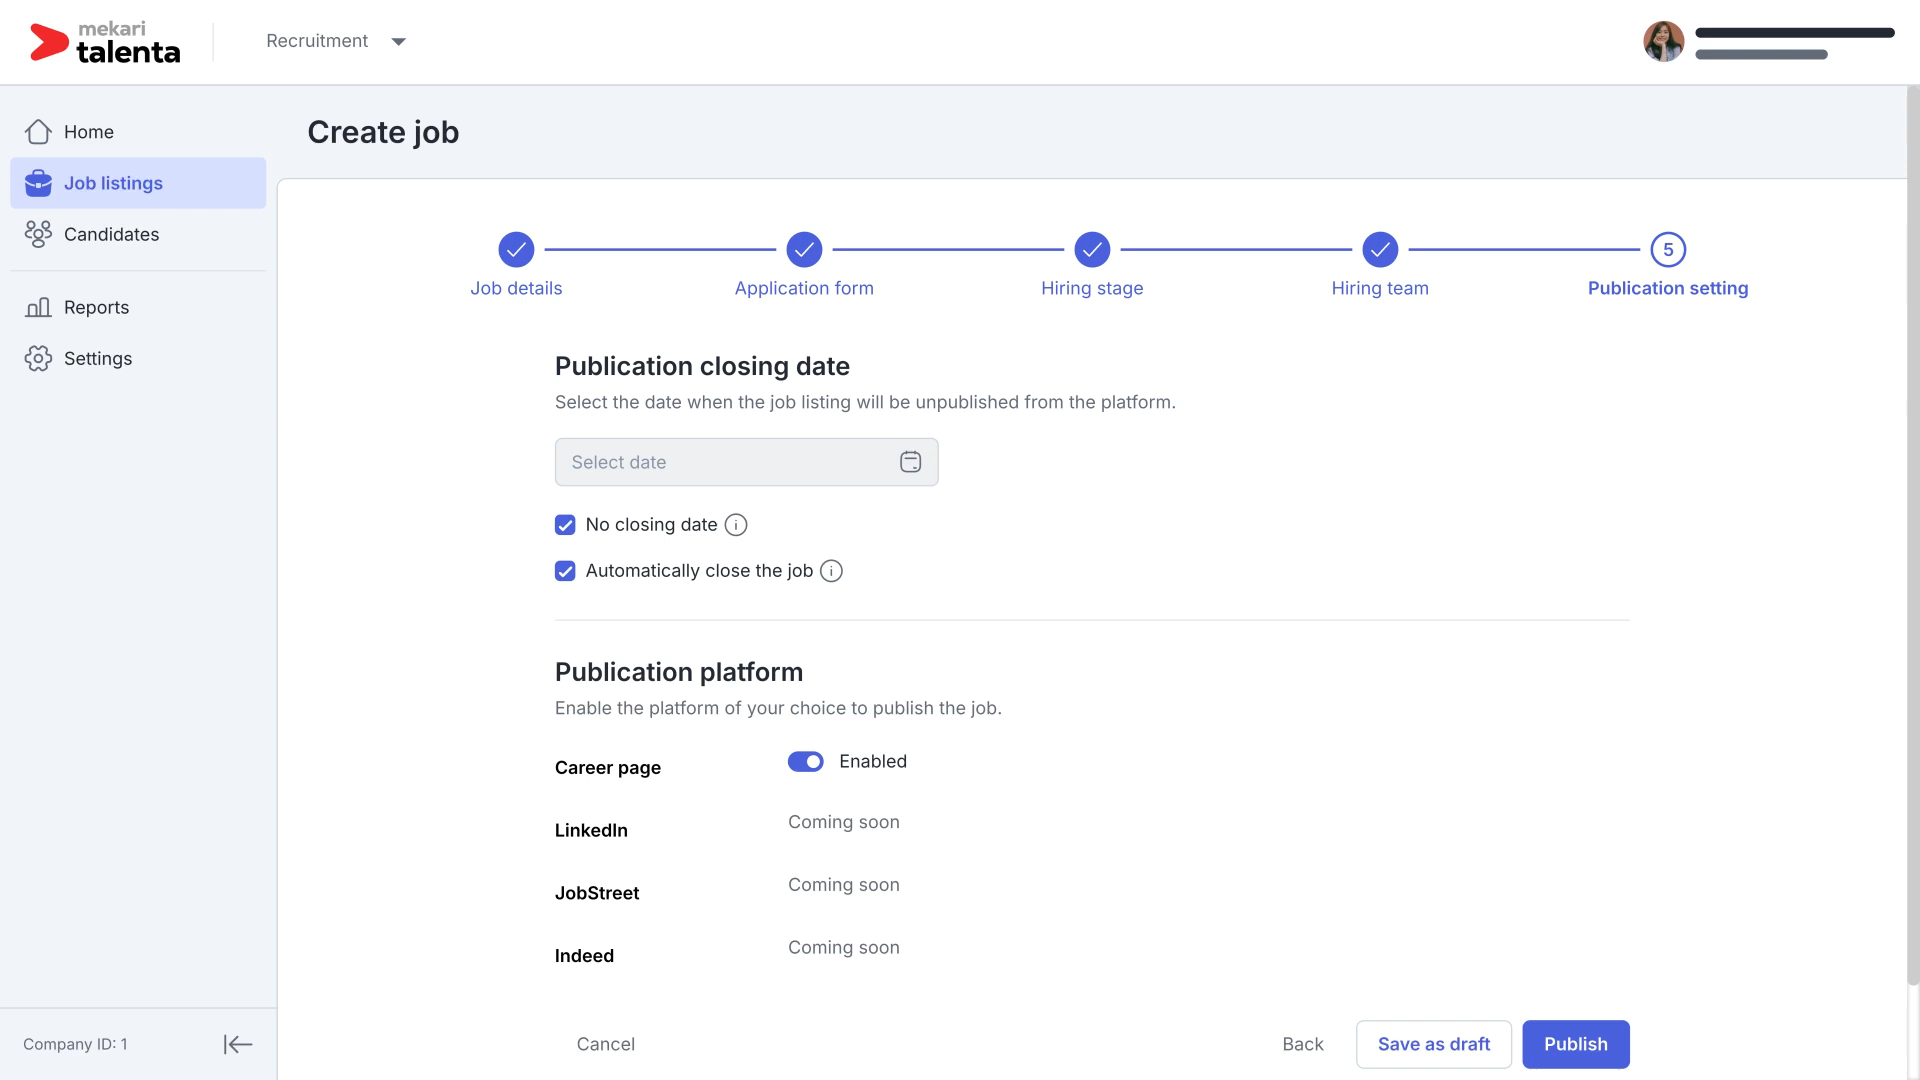 mekari
talenta
Recruitment
Home
Job listings
Candidates
Reports
Settings
Company ID: 1
Create job
5
Job details
Application form
Hiring stage
Hiring team
Publication setting
Publication closing date
Select the date when the job listing will be unpublished from the platform.
Select date
No closing date
Automatically close the job
Publication platform
Enable the platform of your choice to publish the job.
Career page
Enabled
LinkedIn
Coming soon
JobStreet
Coming soon
Indeed
Coming soon
Cancel
Back
Save as draft
Publish